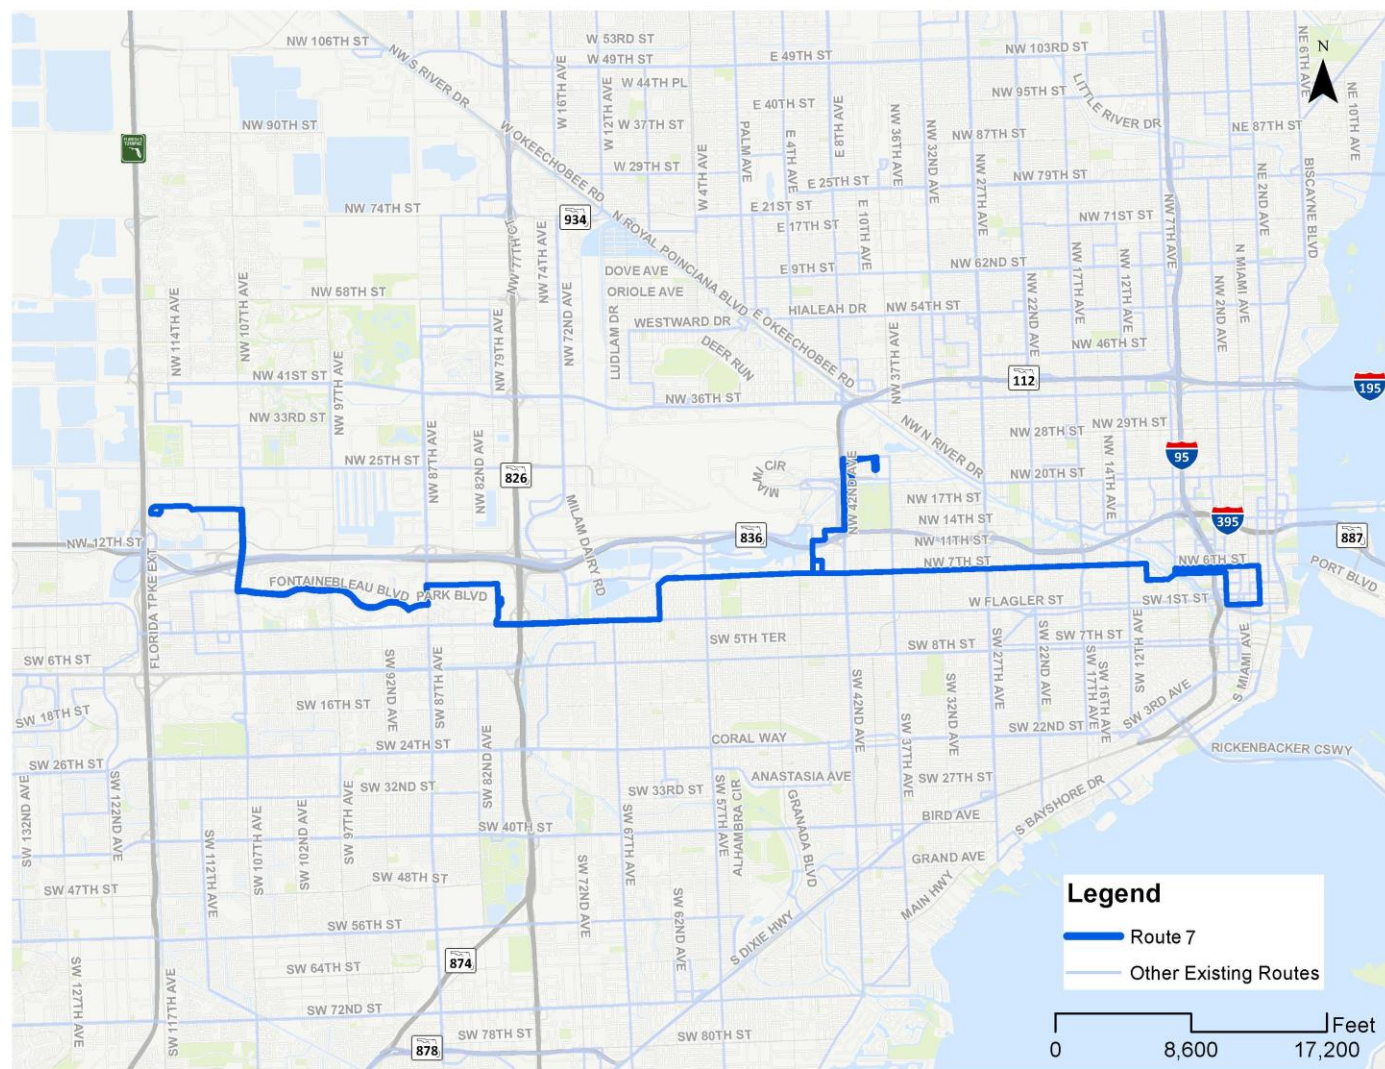 N
NW 106TH ST
NW S RIVER DR
W 53RD ST
W 49TH ST
E 49TH ST
NW 103RD ST
NE 6TH AVE
NE 10TH AVE
W 16TH AVE
W 12TH AVE
W 44TH PL
NW 95TH ST
LITTLE RIVER DR
NW 90TH ST
W OKEECHOBEE RD
W 37TH ST
PALM AVE
E 40TH ST
E 4TH AVE
E 8TH AVE
NW 36TH AVE
NW 32ND AVE
NW 87TH ST
NE 87TH ST
W 29TH ST
W 4TH AVE
E 25TH ST
NW 27TH AVE
NW 79TH ST
NE 2ND AVE
BISCAYNE BLVD
NW 74TH ST
NW 77TH CT
NW 74TH AVE
934
N ROYAL POINCIANA BLVD
E 21ST ST
E 17TH ST
E 10TH AVE
NW 71ST ST
NW 7TH AVE
NW 114TH AVE
NW 107TH AVE
NW 58TH ST
DOVE AVE
ORIOLE AVE
E 9TH ST
NW 62ND ST
NW 17TH AVE
NW 12TH AVE
N MIAMI AVE
NW 2ND AVE
NW 72ND AVE
LUDLAM DR
WESTWARD DR
HIALEAH DR
NW 54TH ST
NW 22ND AVE
NW 79TH AVE
DEER RUN
E OKEECHOBEE RD
NW 37TH AVE
NW 46TH ST
NW 97TH AVE
NW 41ST ST
NW 36TH ST
112
195
NW 33RD ST
NW 87TH AVE
NW 82ND AVE
NW N RIVER DR
NW 29TH ST
NW 28TH ST
NW 14TH AVE
95
NW 25TH ST
826
MIA
CIR
NW 42ND AVE
NW 20TH ST
NW 17TH ST
NW 14TH ST
395
NW 12TH ST
MILAM DAIRY RD
836
NW 11TH ST
887
NW 7TH ST
NW 6TH ST
PORT BLVD
FLORIDA TPKE EXT
FONTAINEBLEAU BLVD
PARK BLVD
W FLAGLER ST
SW 1ST ST
SW 6TH ST
SW 5TH TER
SW 8TH ST
SW 7TH ST
SW 12TH AVE
S MIAMI AVE
SW 92ND AVE
SW 87TH AVE
SW 42ND AVE
SW 32ND AVE
SW 27TH AVE
SW 22ND AVE
SW 17TH AVE
SW 16TH AVE
SW 18TH ST
SW 16TH ST
SW 3RD AVE
SW 22ND ST
SW 24TH ST
CORAL WAY
SW 37TH AVE
RICKENBACKER CSWY
SW 26TH ST
SW 82ND AVE
ANASTASIA AVE
SW 27TH ST
SW 132ND AVE
SW 122ND AVE
SW 32ND ST
SW 33RD ST
SW 57TH AVE
ALHAMBRA CIR
GRANADA BLVD
S BAYSHORE DR
SW 112TH AVE
SW 107TH AVE
SW 102ND AVE
SW 97TH AVE
SW 40TH ST
SW 67TH AVE
BIRD AVE
GRAND AVE
MAIN HWY
SW 47TH ST
SW 48TH ST
SW 72ND AVE
SW 62ND AVE
S DIXIE HWY
SW 56TH ST
SW 127TH AVE
SW 117TH AVE
SW 64TH ST
874
SW 72ND ST
SW 78TH ST
SW 80TH ST
878
Legend
Route 7
Other Existing Routes
Feet
0 8,600 17,200